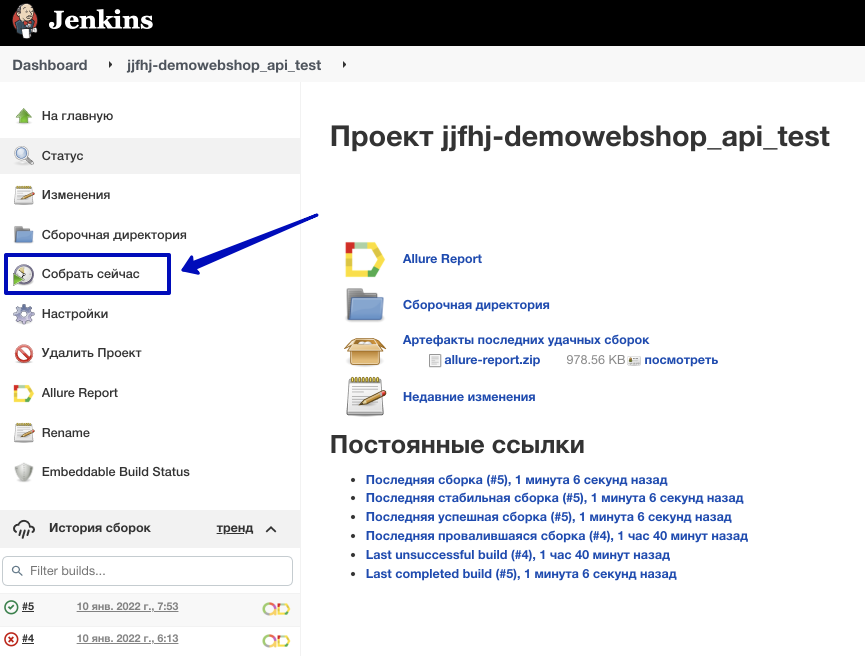 Jenkins
Dashboard
jjfhj-demowebshop_api_test
На главную
Статус
Изменения
Сборочная директория
Собрать сейчас
Настройки
Удалить Проект
Allure Report
Rename
Embeddable Build Status
История сборок
тренд
Filter builds...
#5
10 янв. 2022 г., 7:53
#4
10 янв. 2022 г., 6:13
Проект jjfhj-demowebshop_api_test
Allure Report
Сборочная директория
Артефакты последних удачных сборок
allure-report.zip 978.56 KB посмотреть
Недавние изменения
Постоянные ссылки
Последняя сборка (#5), 1 минута 6 секунд назад
Последняя стабильная сборка (#5), 1 минута 6 секунд назад
Последняя успешная сборка (#5), 1 минута 6 секунд назад
Последняя провалившаяся сборка (#4), 1 час 40 минут назад
Last unsuccessful build (#4), 1 час 40 минут назад
Last completed build (#5), 1 минута 6 секунд назад